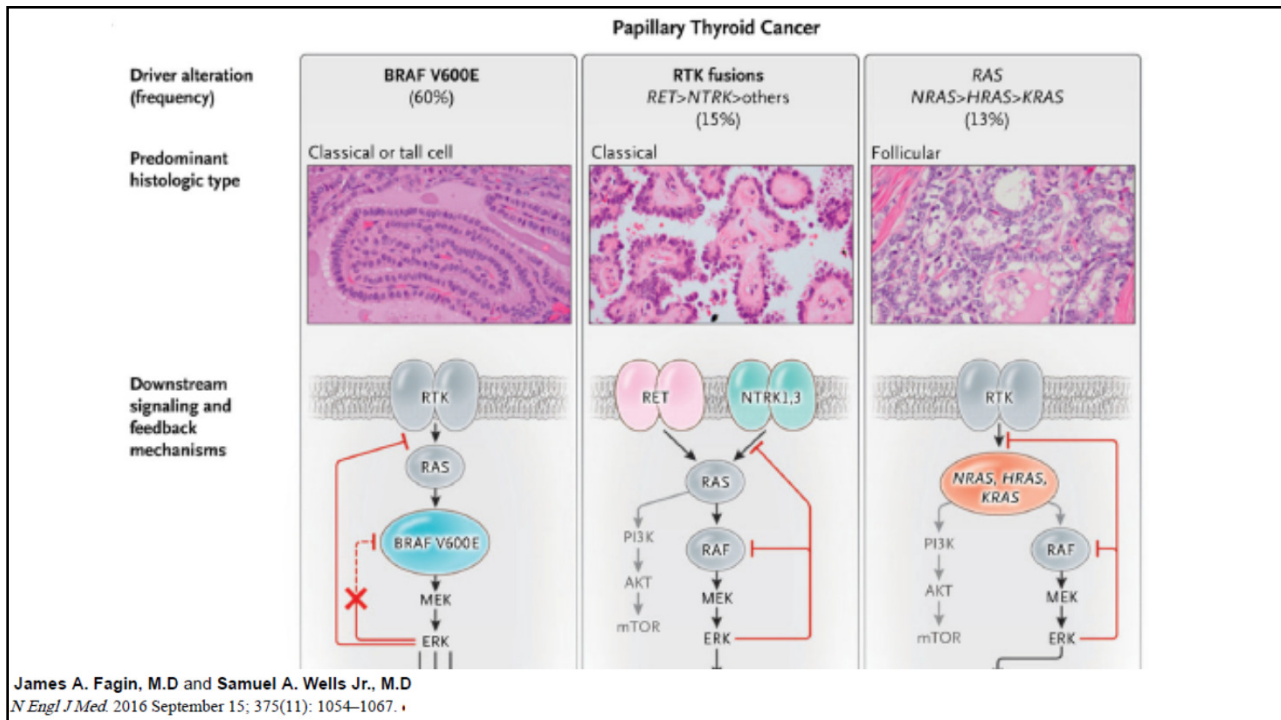 Papillary Thyroid Cancer
Driver alteration
(frequency)
BRAF V600E
(60%)
RTK fusions
RET>NTRK>others
(15%)
RAS
NRAS>HRAS>KRAS
(13%)
Predominant
histologic type
Classical or tall cell
Classical
Follicular
Downstream
signaling and
feedback
mechanisms
RTK
RAS
BRAF V600E
MEK
ERK
RET
NTRK1,3
RAS
PI3K
RAF
AKT
MEK
mTOR
ERK
RTK
NRAS, HRAS,
KRAS
PI3K
RAF
AKT
MEK
mTOR
ERK
James A. Fagin, M.D and Samuel A. Wells Jr., M.D
N Engl J Med. 2016 September 15; 375(11): 1054–1067.